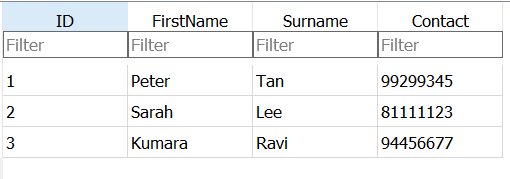 ID FirstName Surname Contact
Filter Filter Filter Filter
1 Peter Tan 99299345
2 Sarah Lee 81111123
3 Kumara Ravi 94456677